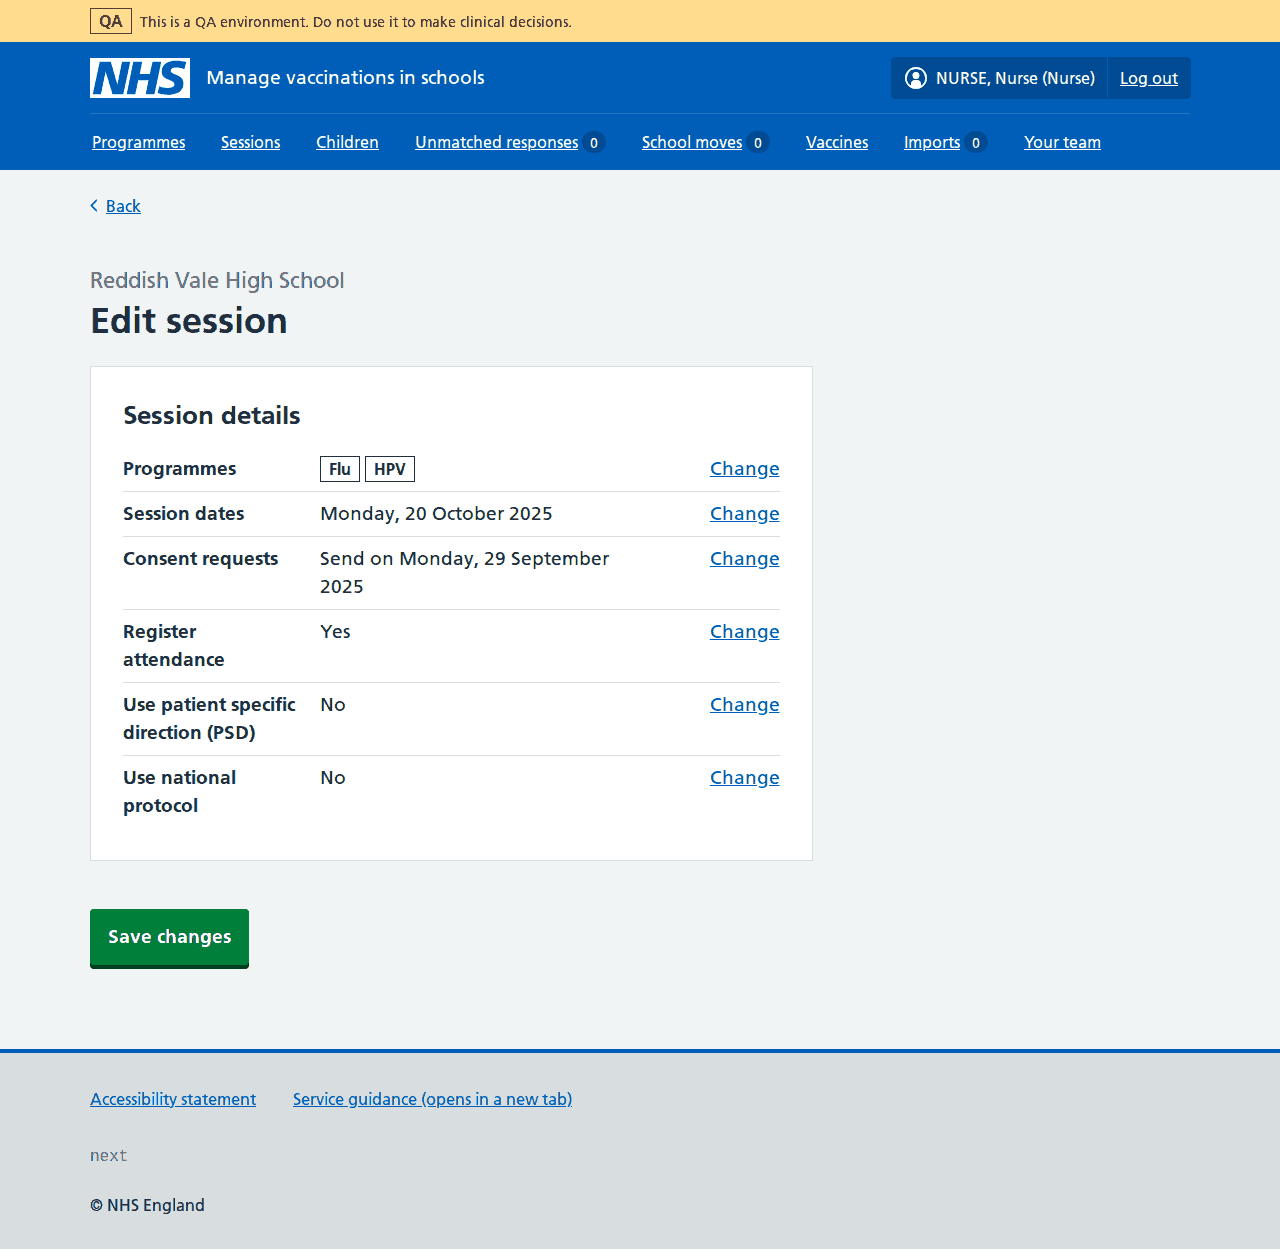 QA This is a QA environment. Do not use it to make clinical decisions.
NHS Manage vaccinations in schools NURSE, Nurse (Nurse) Log out
Programmes Sessions Children Unmatched responses 0 School moves 0 Vaccines Imports 0 Your team
Back
Reddish Vale High School
Edit session
Session details
Programmes Flu HPV Change
Session dates Monday, 20 October 2025 Change
Consent requests Send on Monday, 29 September Change
2025
Register Yes Change
attendance
Use patient specific No Change
direction (PSD)
Use national No Change
protocol
Save changes
Accessibility statement Service guidance (opens in a new tab)
next
© NHS England